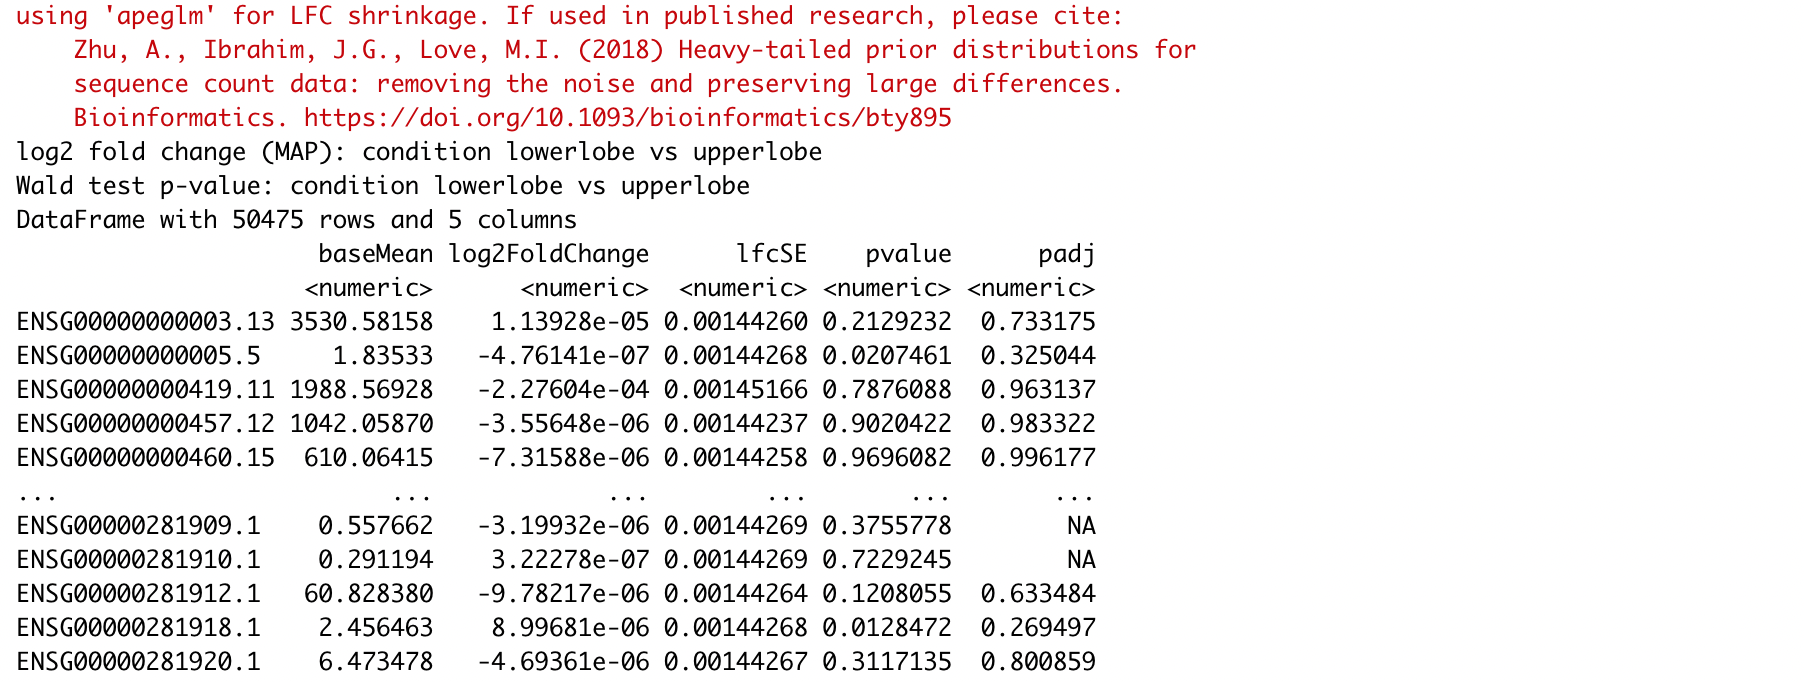 using 'apeglm' for LFC shrinkage. If used in published research, please cite:
    Zhu, A., Ibrahim, J.G., Love, M.I. (2018) Heavy-tailed prior distributions for
    sequence count data: removing the noise and preserving large differences.
    Bioinformatics. https://doi.org/10.1093/bioinformatics/bty895
log2 fold change (MAP): condition lowerlobe vs upperlobe
Wald test p-value: condition lowerlobe vs upperlobe
DataFrame with 50475 rows and 5 columns
                     baseMean log2FoldChange      lfcSE    pvalue      padj
                    <numeric>      <numeric>  <numeric> <numeric> <numeric>
ENSG00000000003.13 3530.58158    1.13928e-05 0.00144260 0.2129232  0.733175
ENSG00000000005.5     1.83533   -4.76141e-07 0.00144268 0.0207461  0.325044
ENSG00000000419.11 1988.56928   -2.27604e-04 0.00145166 0.7876088  0.963137
ENSG00000000457.12 1042.05870   -3.55648e-06 0.00144237 0.9020422  0.983322
ENSG00000000460.15  610.06415   -7.31588e-06 0.00144258 0.9696082  0.996177
...                       ...            ...        ...       ...       ...
ENSG00000281909.1    0.557662   -3.19932e-06 0.00144269 0.3755778        NA
ENSG00000281910.1    0.291194    3.22278e-07 0.00144269 0.7229245        NA
ENSG00000281912.1   60.828380   -9.78217e-06 0.00144264 0.1208055  0.633484
ENSG00000281918.1    2.456463    8.99681e-06 0.00144268 0.0128472  0.269497
ENSG00000281920.1    6.473478   -4.69361e-06 0.00144267 0.3117135  0.800859